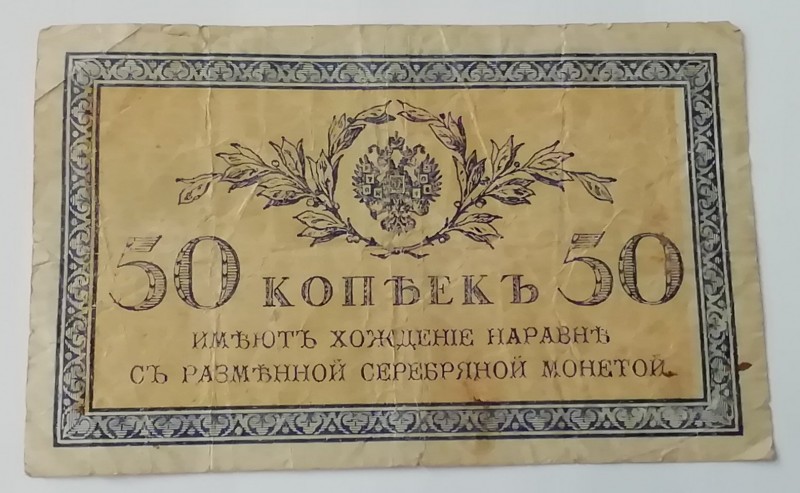 50 КОПѢЕКЪ 50
ИМѢЮТЪ ХОЖДЕНІЕ НАРАВНѢ
СЪ РАЗМѢННОЙ СЕРЕБРЯНОЙ МОНЕТОЙ.